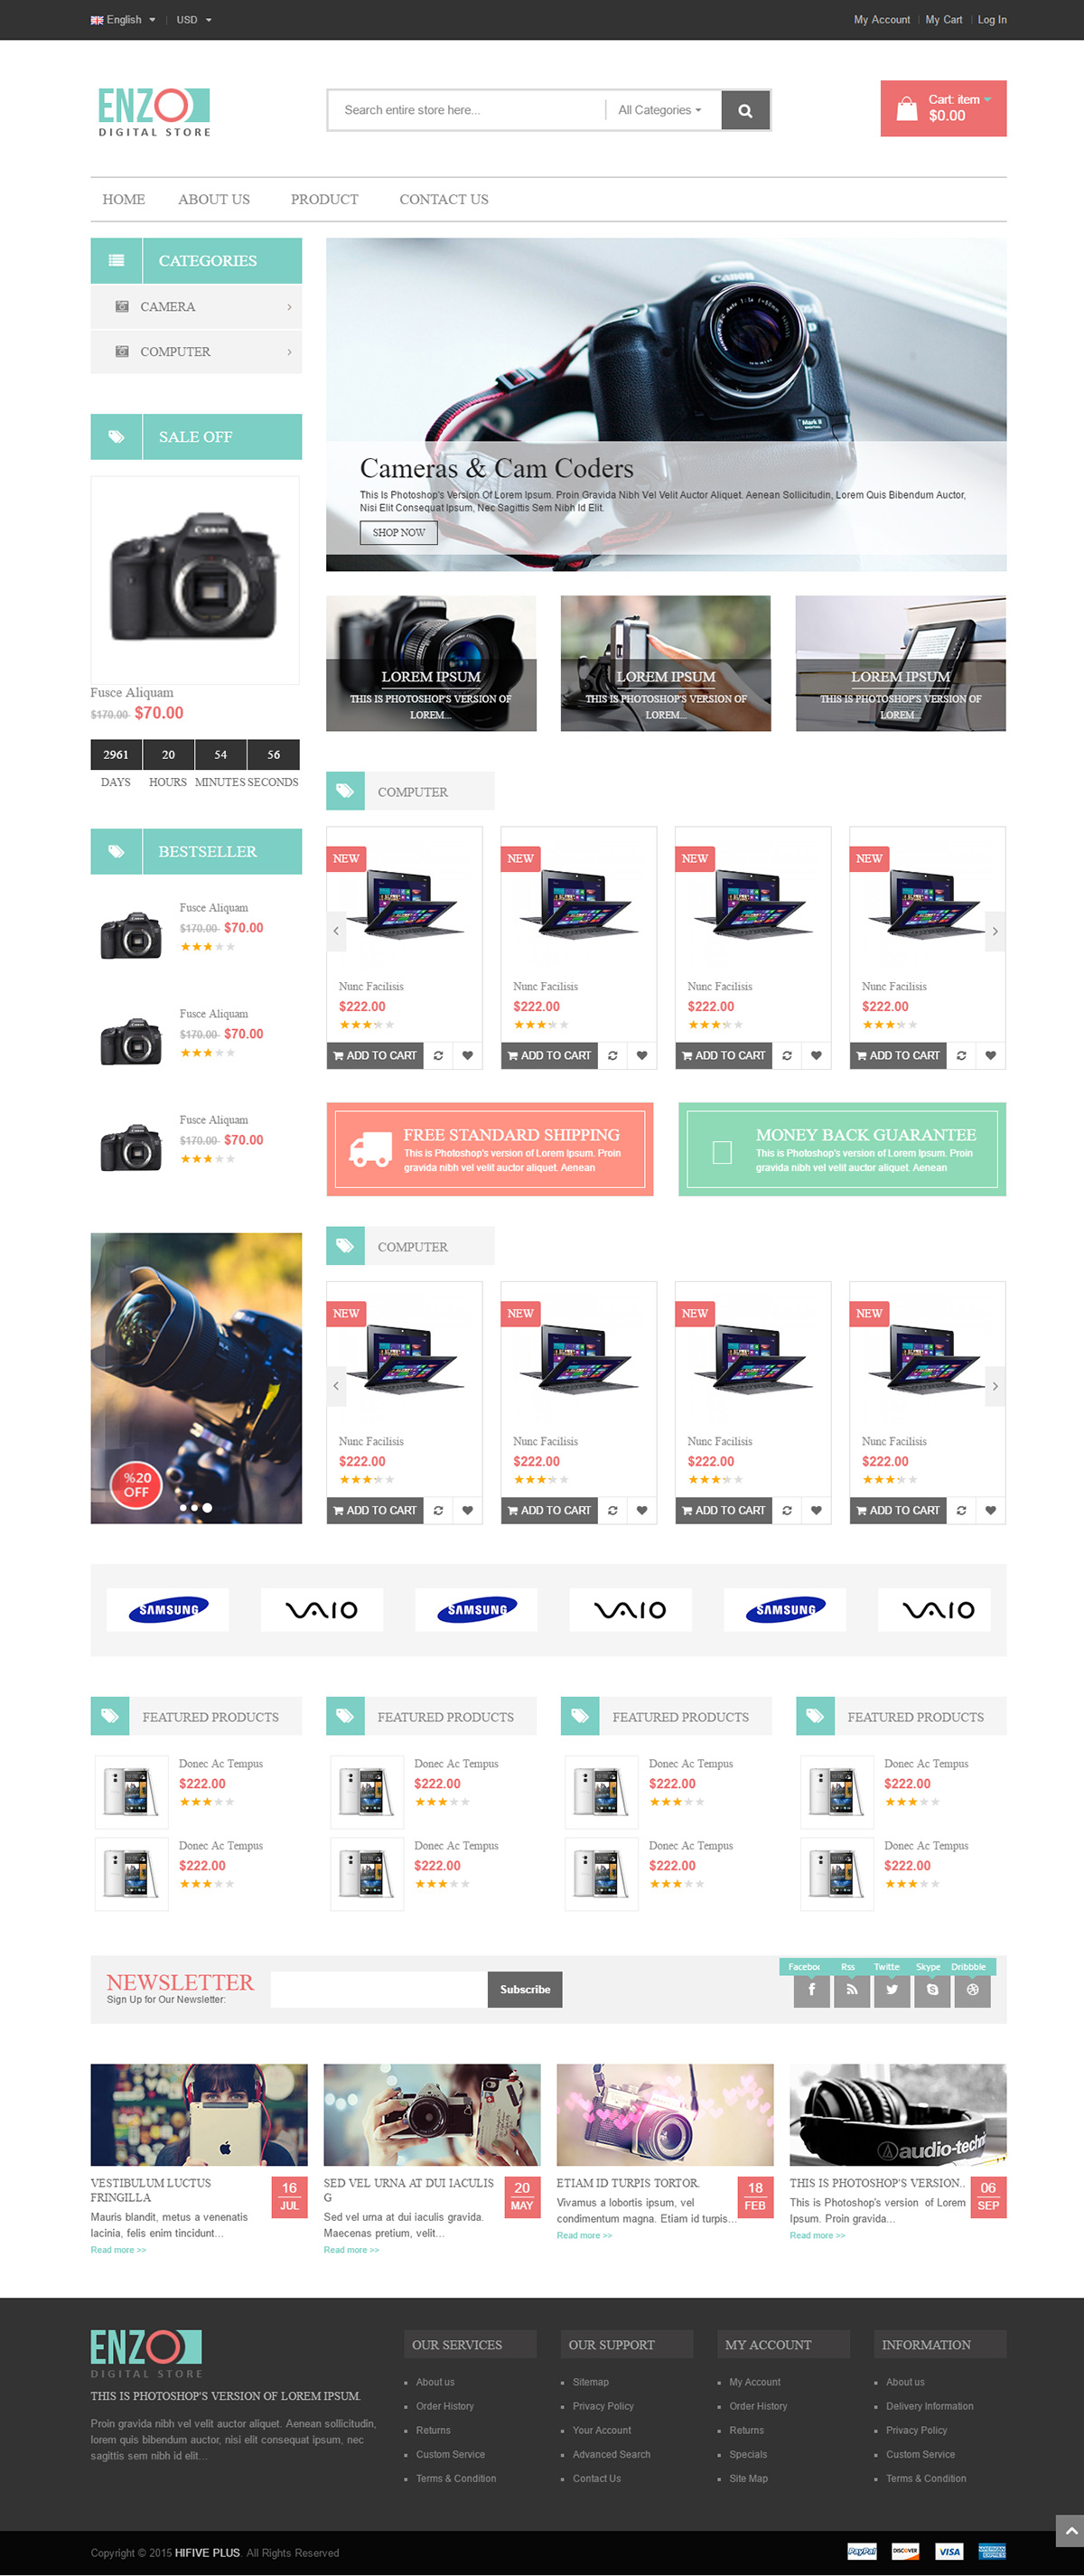 English
USD
My Account
My Cart
Log In
ENZO
DIGITAL STORE
Search entire store here...
All Categories
Cart: item
$0.00
HOME
ABOUT US
PRODUCT
CONTACT US
CATEGORIES
CAMERA
COMPUTER
SALE OFF
Canon
Fusce Aliquam
$170.00 $70.00
2961 20 54 56
DAYS HOURS MINUTES SECONDS
BESTSELLER
Fusce Aliquam
$170.00 $70.00
Fusce Aliquam
$170.00 $70.00
Fusce Aliquam
$170.00 $70.00
%20
OFF
Canon
Mark II
Cameras & Cam Coders
This Is Photoshop's Version Of Lorem Ipsum. Proin Gravida Nibh Vel Velit Auctor Aliquet. Aenean Sollicitudin, Lorem Quis Bibendum Auctor,
Nisi Elit Consequat Ipsum, Nec Sagittis Sem Nibh Id Elit.
SHOP NOW
LOREM IPSUM
THIS IS PHOTOSHOP'S VERSION OF
LOREM...
LOREM IPSUM
THIS IS PHOTOSHOP'S VERSION OF
LOREM...
LOREM IPSUM
THIS IS PHOTOSHOP'S VERSION OF
LOREM...
COMPUTER
NEW
Nunc Facilisis
$222.00
ADD TO CART
NEW
Nunc Facilisis
$222.00
ADD TO CART
NEW
Nunc Facilisis
$222.00
ADD TO CART
NEW
Nunc Facilisis
$222.00
ADD TO CART
FREE STANDARD SHIPPING
This is Photoshop's version of Lorem Ipsum. Proin
gravida nibh vel velit auctor aliquet. Aenean
MONEY BACK GUARANTEE
This is Photoshop's version of Lorem Ipsum. Proin
gravida nibh vel velit auctor aliquet. Aenean
COMPUTER
NEW
Nunc Facilisis
$222.00
ADD TO CART
NEW
Nunc Facilisis
$222.00
ADD TO CART
NEW
Nunc Facilisis
$222.00
ADD TO CART
NEW
Nunc Facilisis
$222.00
ADD TO CART
SAMSUNG
VAIO
SAMSUNG
VAIO
SAMSUNG
VAIO
FEATURED PRODUCTS
Donec Ac Tempus
$222.00
Donec Ac Tempus
$222.00
FEATURED PRODUCTS
Donec Ac Tempus
$222.00
Donec Ac Tempus
$222.00
FEATURED PRODUCTS
Donec Ac Tempus
$222.00
Donec Ac Tempus
$222.00
FEATURED PRODUCTS
Donec Ac Tempus
$222.00
Donec Ac Tempus
$222.00
NEWSLETTER
Sign Up for Our Newsletter:
Subscribe
Faceboo
Rss
Twitte
Skype
Dribbble
VESTIBULUM LUCTUS
FRINGILLA
16
JUL
Mauris blandit, metus a venenatis
lacinia, felis enim tincidunt...
Read more >>
SED VEL URNA AT DUI IACULIS
G
20
MAY
Sed vel urna at dui iaculis gravida.
Maecenas pretium, velit...
Read more >>
ETIAM ID TURPIS TORTOR.
18
FEB
Vivamus a lobortis ipsum, vel
condimentum magna. Etiam id turpis...
Read more >>
audio-techni
THIS IS PHOTOSHOP'S VERSION..
06
SEP
This is Photoshop's version of Lorem
Ipsum. Proin gravida...
Read more >>
ENZO
DIGITAL STORE
THIS IS PHOTOSHOP'S VERSION OF LOREM IPSUM.
Proin gravida nibh vel velit auctor aliquet. Aenean sollicitudin,
lorem quis bibendum auctor, nisi elit consequat ipsum, nec
sagittis sem nibh id elit...
OUR SERVICES
About us
Order History
Returns
Custom Service
Terms & Condition
OUR SUPPORT
Sitemap
Privacy Policy
Your Account
Advanced Search
Contact Us
MY ACCOUNT
My Account
Order History
Returns
Specials
Site Map
INFORMATION
About us
Delivery Information
Privacy Policy
Custom Service
Terms & Condition
Copyright © 2015 HIFIVE PLUS. All Rights Reserved
PayPal
DISCOVER
VISA
AMERICAN EXPRESS